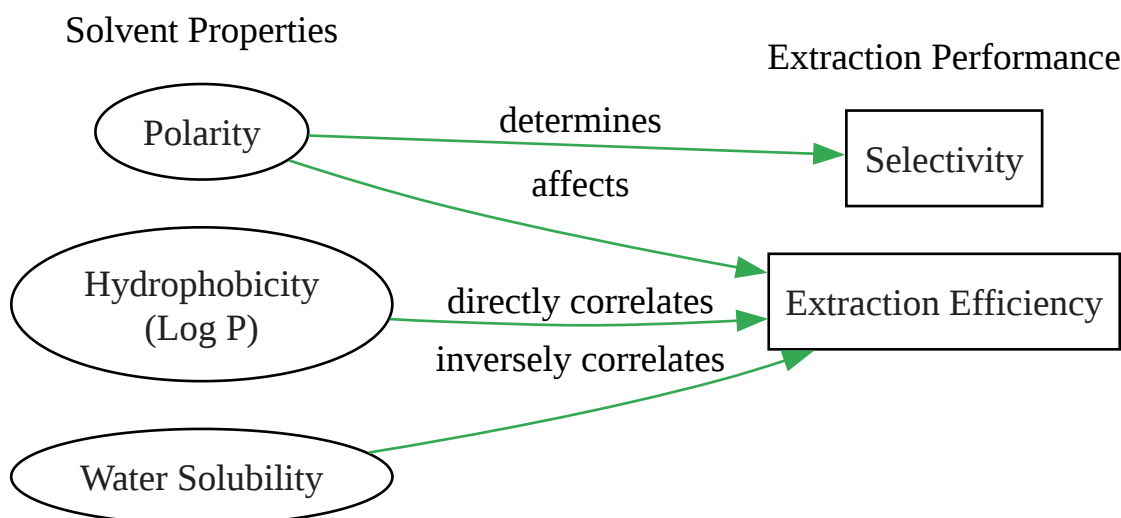 Solvent Properties
Extraction Performance
Polarity
determines
Selectivity
affects
Hydrophobicity
(Log P)
directly correlates
Extraction Efficiency
inversely correlates
Water Solubility